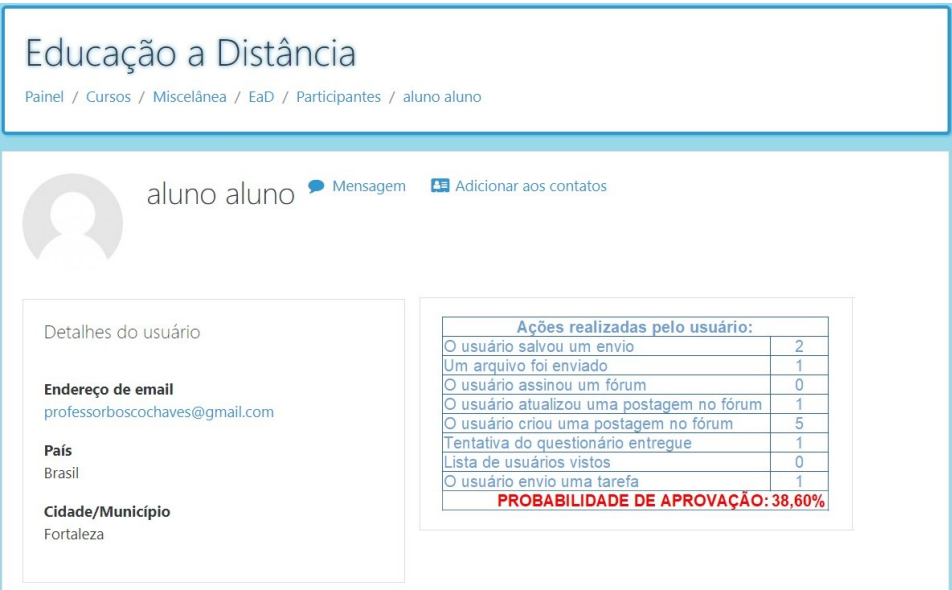 Educação a Distância
Painel / Cursos / Miscelânea / EaD / Participantes / aluno aluno
aluno aluno
Mensagem
Adicionar aos contatos
Detalhes do usuário
Endereço de email
professorboscochaves@gmail.com
País
Brasil
Cidade/Município
Fortaleza
Ações realizadas pelo usuário:
O usuário salvou um envio 2
Um arquivo foi enviado 1
O usuário assinou um fórum 0
O usuário atualizou uma postagem no fórum 1
O usuário criou uma postagem no fórum 5
Tentativa do questionário entregue 1
Lista de usuários vistos 0
O usuário envio uma tarefa 1
PROBABILIDADE DE APROVAÇÃO: 38,60%